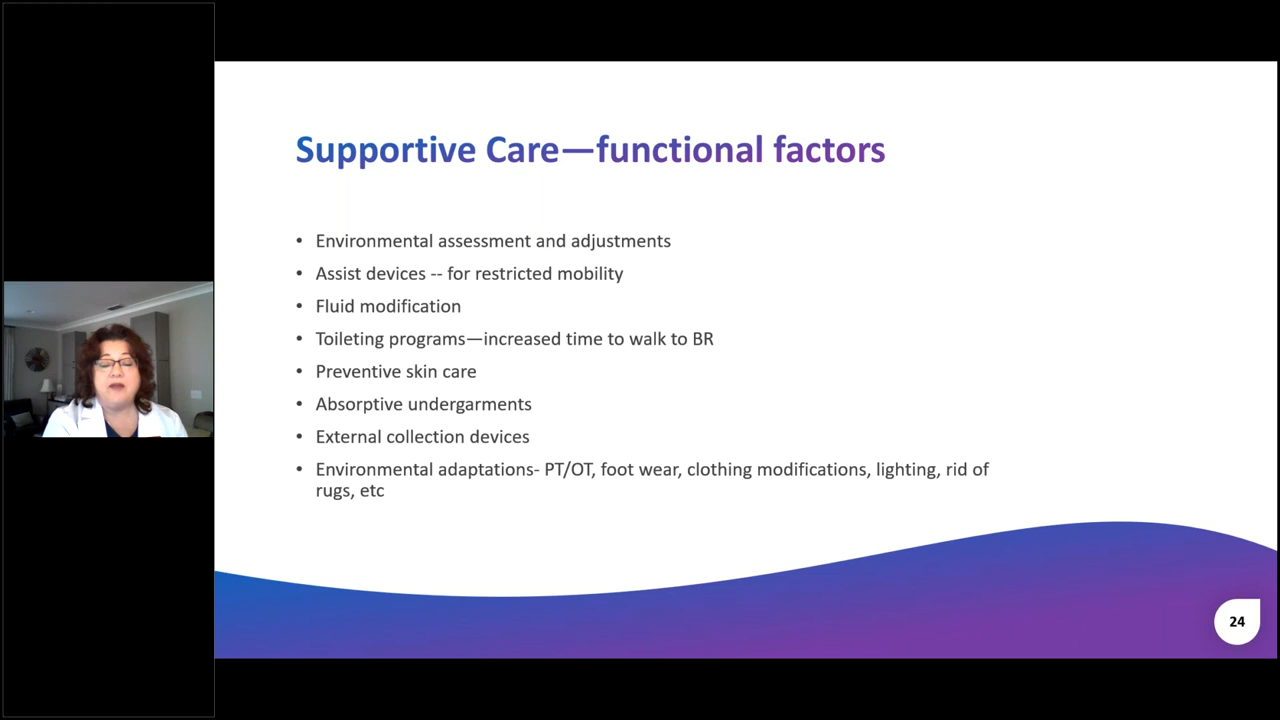 Supportive Care—functional factors
• Environmental assessment and adjustments
• Assist devices -- for restricted mobility
• Fluid modification
• Toileting programs—increased time to walk to BR
• Preventive skin care
• Absorptive undergarments
• External collection devices
• Environmental adaptations- PT/OT, foot wear, clothing modifications, lighting, rid of
rugs, etc
24